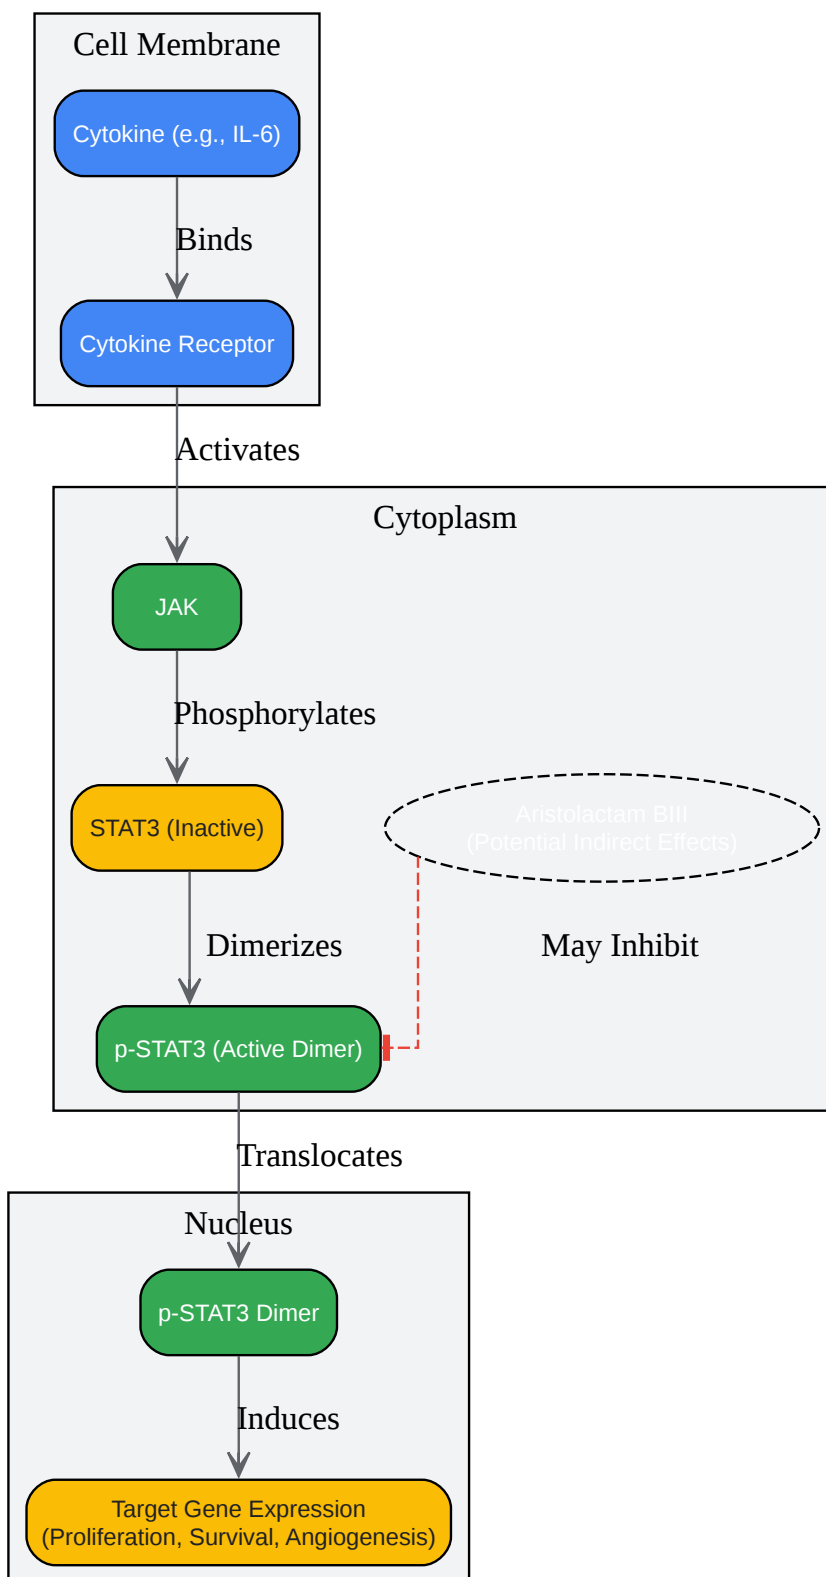 Cell Membrane
Cytokine (e.g., IL-6)
Binds
Cytokine Receptor
Activates
Cytoplasm
JAK
Phosphorylates
STAT3 (Inactive)
Aristolactam BIII
(Potential Indirect Effects)
Dimerizes
May Inhibit
p-STAT3 (Active Dimer)
Translocates
Nucleus
p-STAT3 Dimer
Induces
Target Gene Expression
(Proliferation, Survival, Angiogenesis)